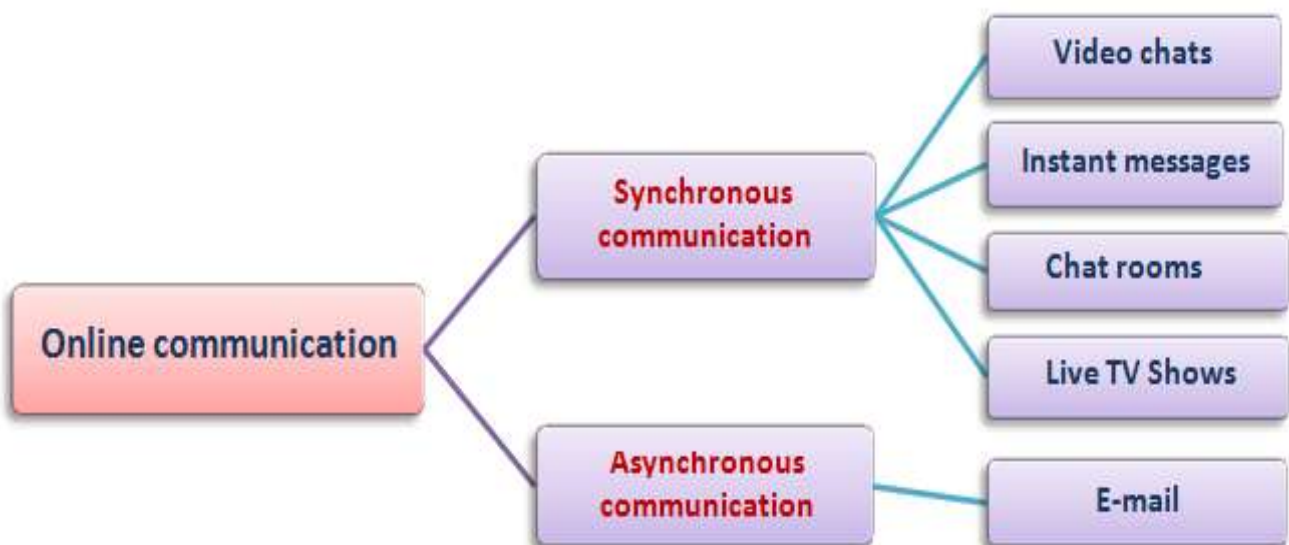 Online communication
Synchronous
communication
Video chats
Instant messages
Chat rooms
Live TV Shows
Asynchronous
communication
E-mail